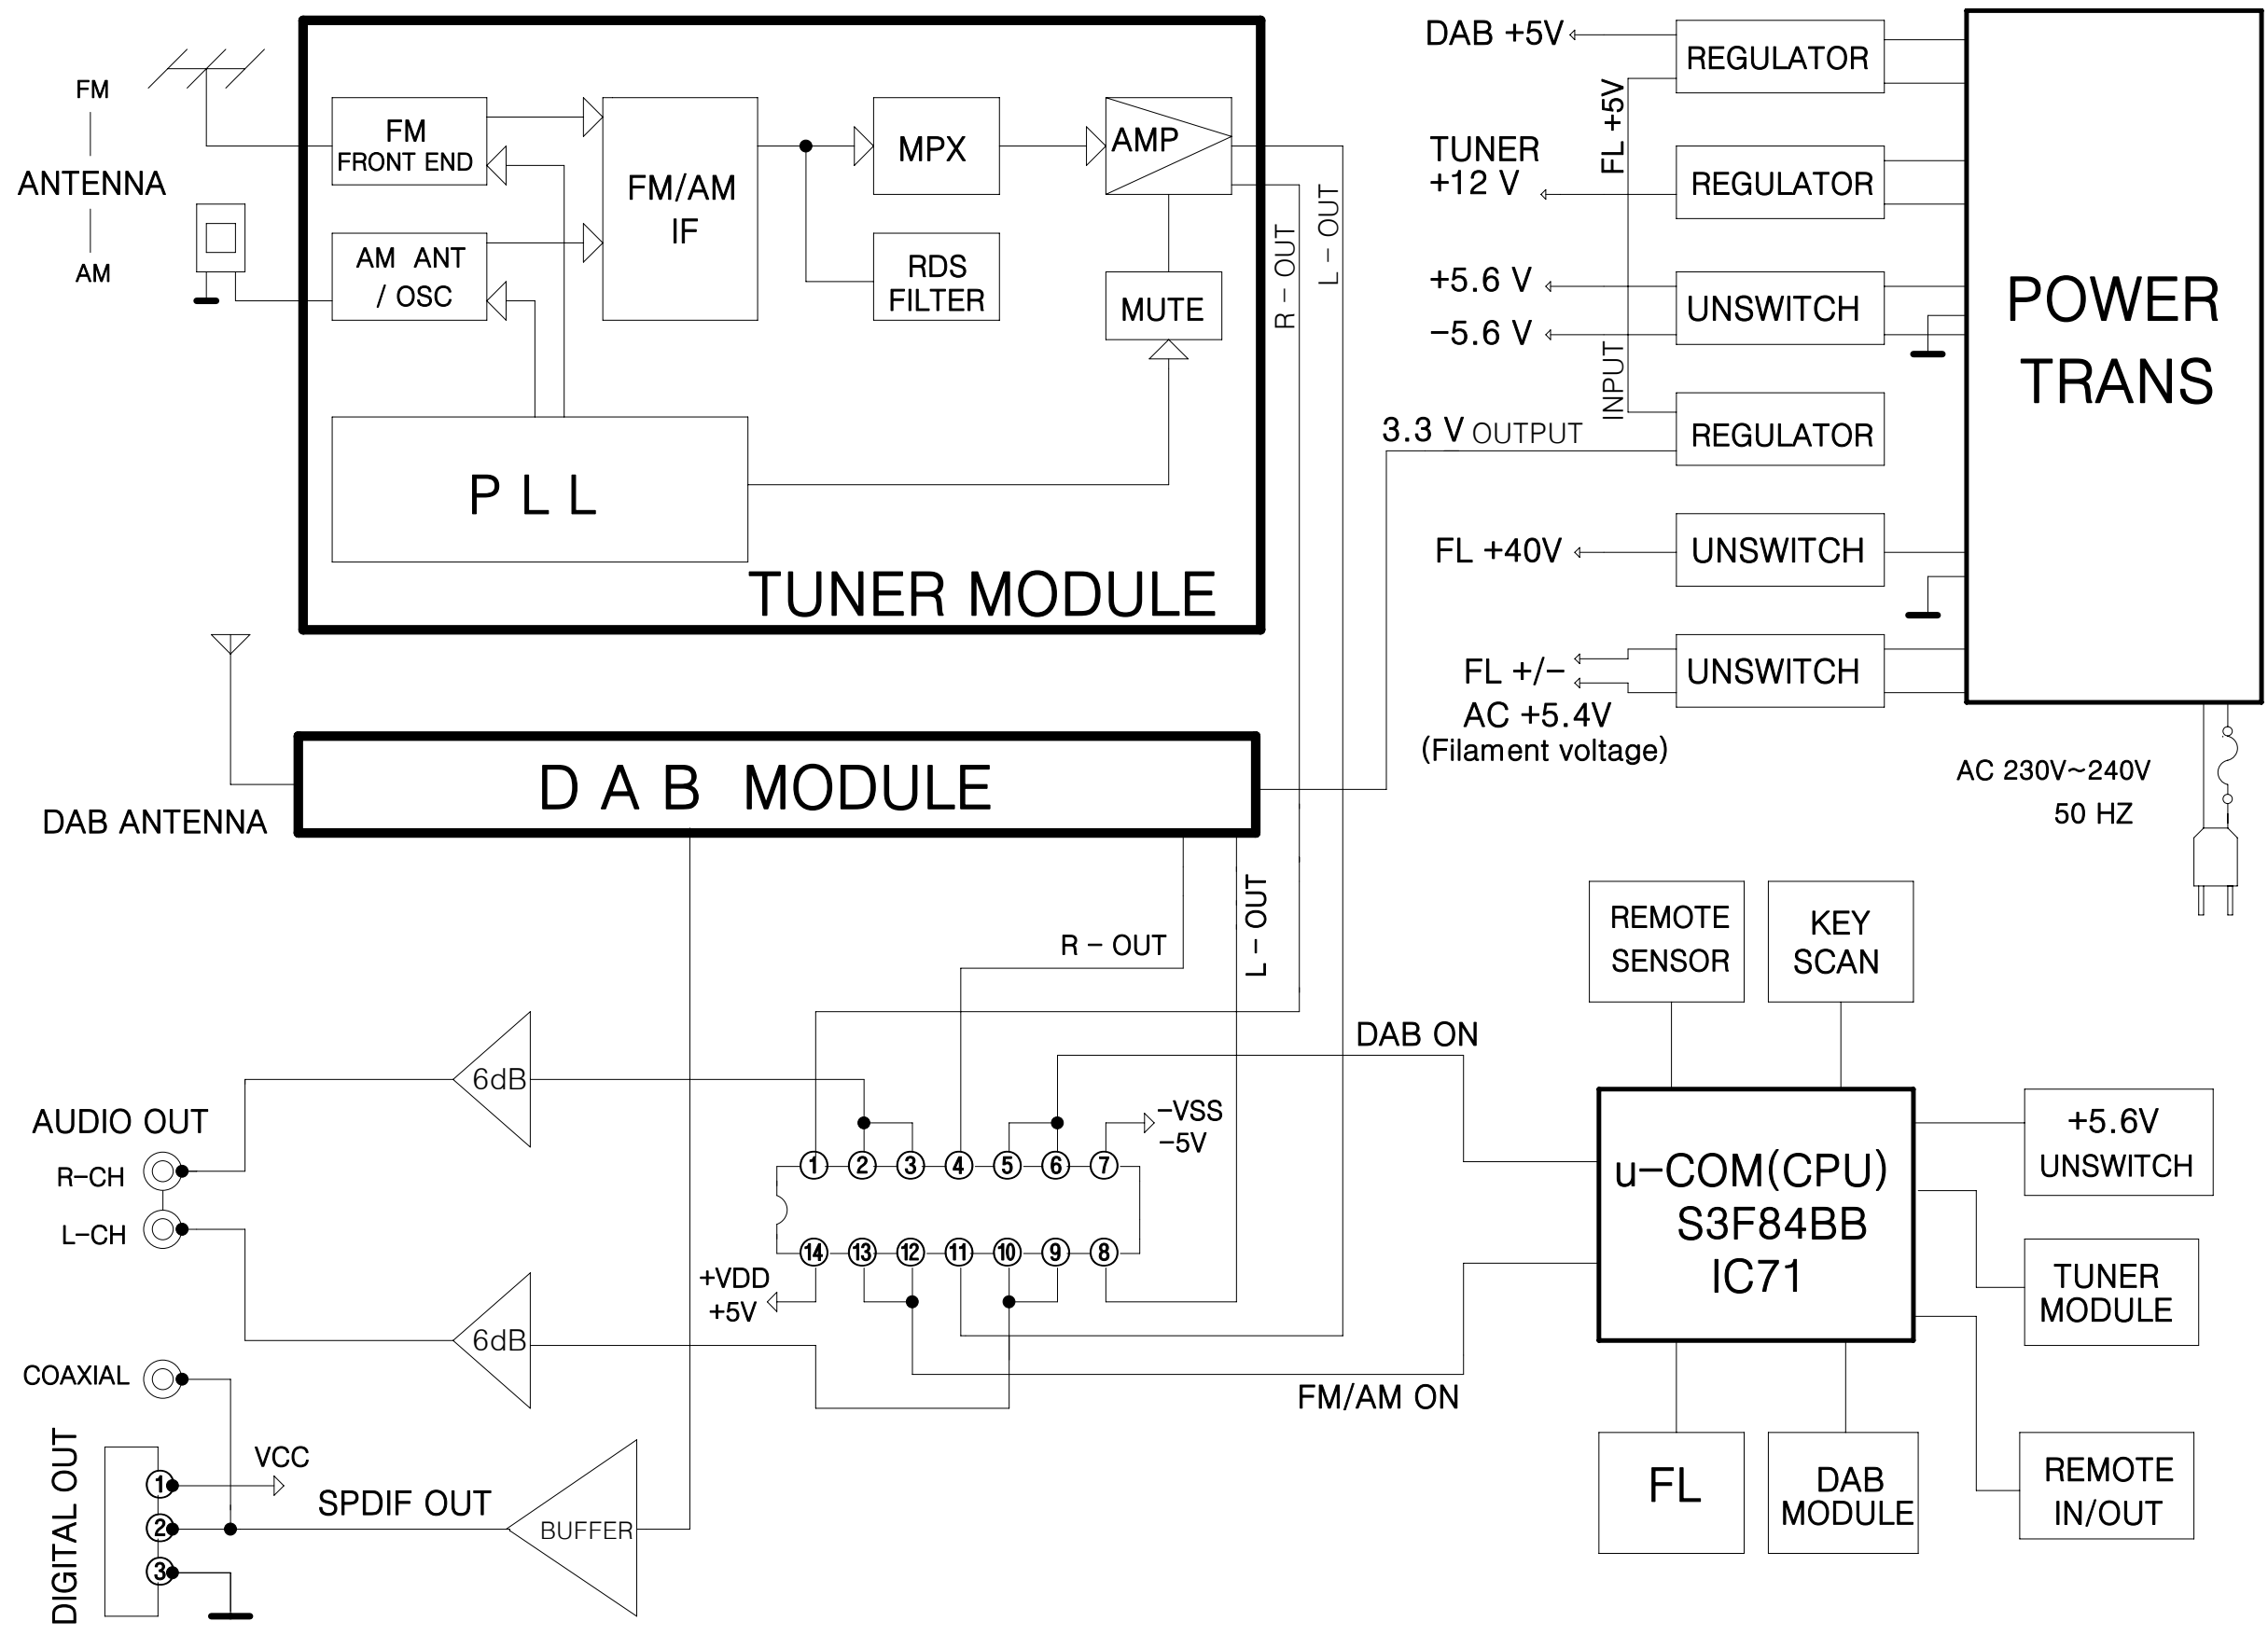 FM
ANTENNA
AM
FM
FRONT END
AM ANT
/ OSC
FM/AM
IF
MPX
RDS
FILTER
AMP
MUTE
PLL
TUNER MODULE
R - OUT
L - OUT
DAB +5V
REGULATOR
FL +5V
TUNER
+12 V
REGULATOR
+5.6 V
-5.6 V
UNSWITCH
INPUT
3.3 V OUTPUT
REGULATOR
FL +40V
UNSWITCH
FL +/-
AC +5.4V
(Filament voltage)
UNSWITCH
POWER
TRANS
AC 230V~240V
50 HZ
DAB ANTENNA
DAB MODULE
R - OUT
L - OUT
6dB
AUDIO OUT
R-CH
L-CH
6dB
COAXIAL
DIGITAL OUT
1
2
3
VCC
SPDIF OUT
BUFFER
-VSS
-5V
1 2 3 4 5 6 7
14 13 12 11 10 9 8
+VDD
+5V
DAB ON
FM/AM ON
REMOTE
SENSOR
KEY
SCAN
u-COM(CPU)
S3F84BB
IC71
+5.6V
UNSWITCH
TUNER
MODULE
REMOTE
IN/OUT
FL
DAB
MODULE